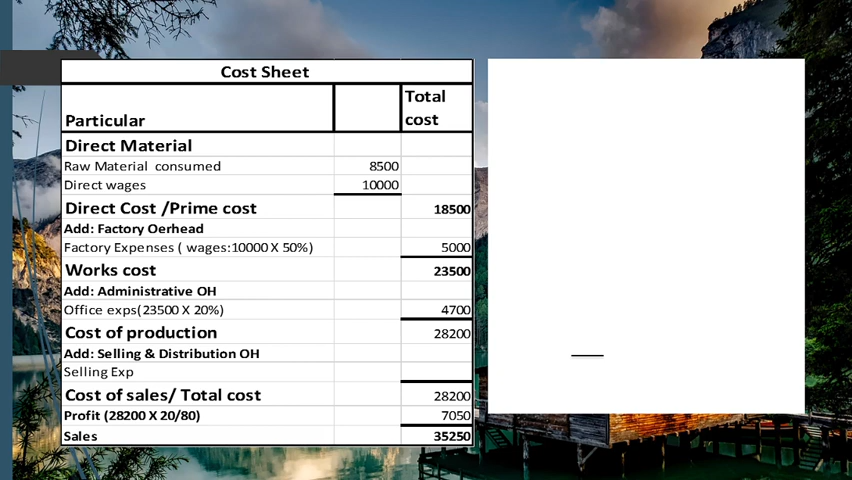 Cost Sheet
Particular Total cost
Direct Material
Raw Material consumed 8500
Direct wages 10000
Direct Cost /Prime cost 18500
Add: Factory Oerhead
Factory Expenses ( wages:10000 X 50%) 5000
Works cost 23500
Add: Administrative OH
Office exps(23500 X 20%) 4700
Cost of production 28200
Add: Selling & Distribution OH
Selling Exp
Cost of sales/ Total cost 28200
Profit (28200 X 20/80) 7050
Sales 35250